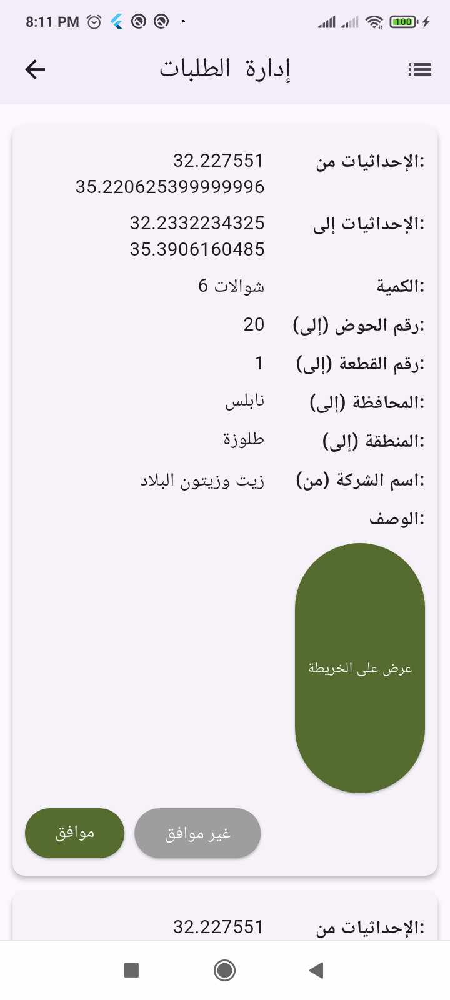 8:11 PM
100
إدارة الطلبات
:الإحداثيات من 32.227551
35.220625399999996
:الإحداثيات إلى 32.2332234325
35.3906160485
:الكمية 6 شوالات
:رقم الحوض (إلى) 20
:رقم القطعة (إلى) 1
:المحافظة (إلى) نابلس
:المنطقة (إلى) طلوزة
:اسم الشركة (من) زيت وزيتون البلاد
:الوصف
عرض على الخريطة
غير موافق موافق
:الإحداثيات من 32.227551